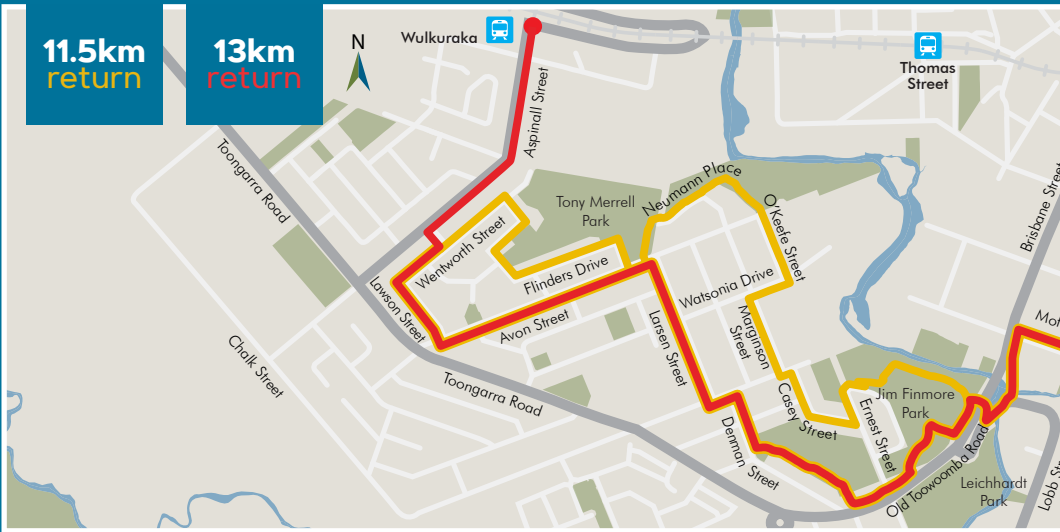 11.5km
return
13km
return
N
Wulkuraka
Thomas
Street
Aspinall Street
Toongarra Road
Brisbane Street
Tony Merrell
Park
Neumann Place
O'Keefe Street
Wentworth Street
Flinders Drive
Watsonia Drive
Lawson Street
Avon Street
Larsen Street
Marginson
Street
Chalk Street
Toongarra Road
Casey Street
Ernest Street
Jim Finmore
Park
Denman Street
Old Toowoomba Road
Leichhardt
Park